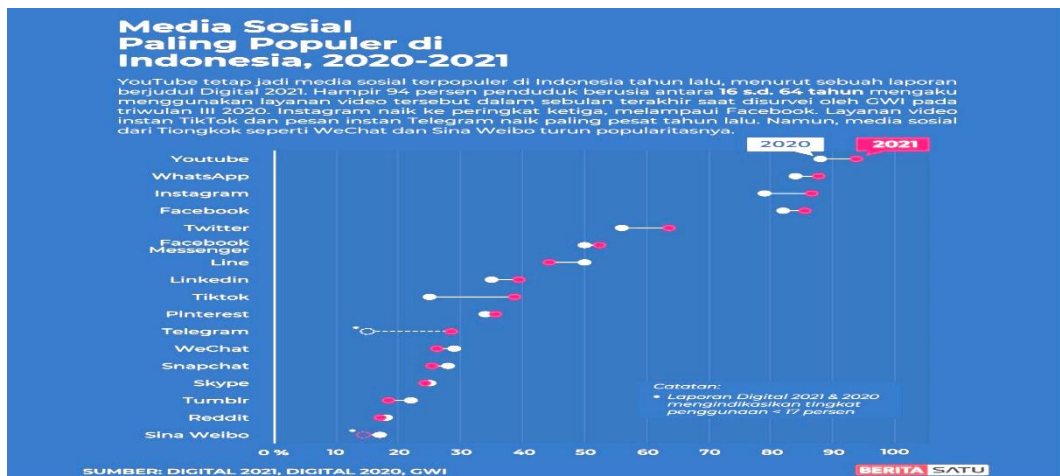 Media Sosial
Paling Populer di
Indonesia, 2020-2021
YouTube tetap jadi media sosial terpopuler di Indonesia tahun lalu, menurut sebuah laporan
berjudul Digital 2021. Hampir 94 persen penduduk berusia antara 16 s.d. 64 tahun mengaku
menggunakan layanan video tersebut dalam sebulan terakhir saat disurvei oleh GWI pada
triwulan III 2020. Instagram naik ke peringkat ketiga, melampaui Facebook. Layanan video
instan TikTok dan pesan instan Telegram naik paling pesat tahun lalu. Namun, media sosial
dari Tiongkok seperti WeChat dan Sina Weibo turun popularitasnya.
2020 2021
Youtube
WhatsApp
Instagram
Facebook
Twitter
Facebook
Messenger
Line
Linkedin
Tiktok
Pinterest
Telegram *
WeChat
Snapchat
Skype
Tumblr
Reddit
Sina Weibo *
Catatan:
* Laporan Digital 2021 & 2020
mengindikasikan tingkat
penggunaan < 17 persen
0 % 10 20 30 40 50 60 70 80 90 100
SUMBER: DIGITAL 2021, DIGITAL 2020, GWI
BERITA SATU